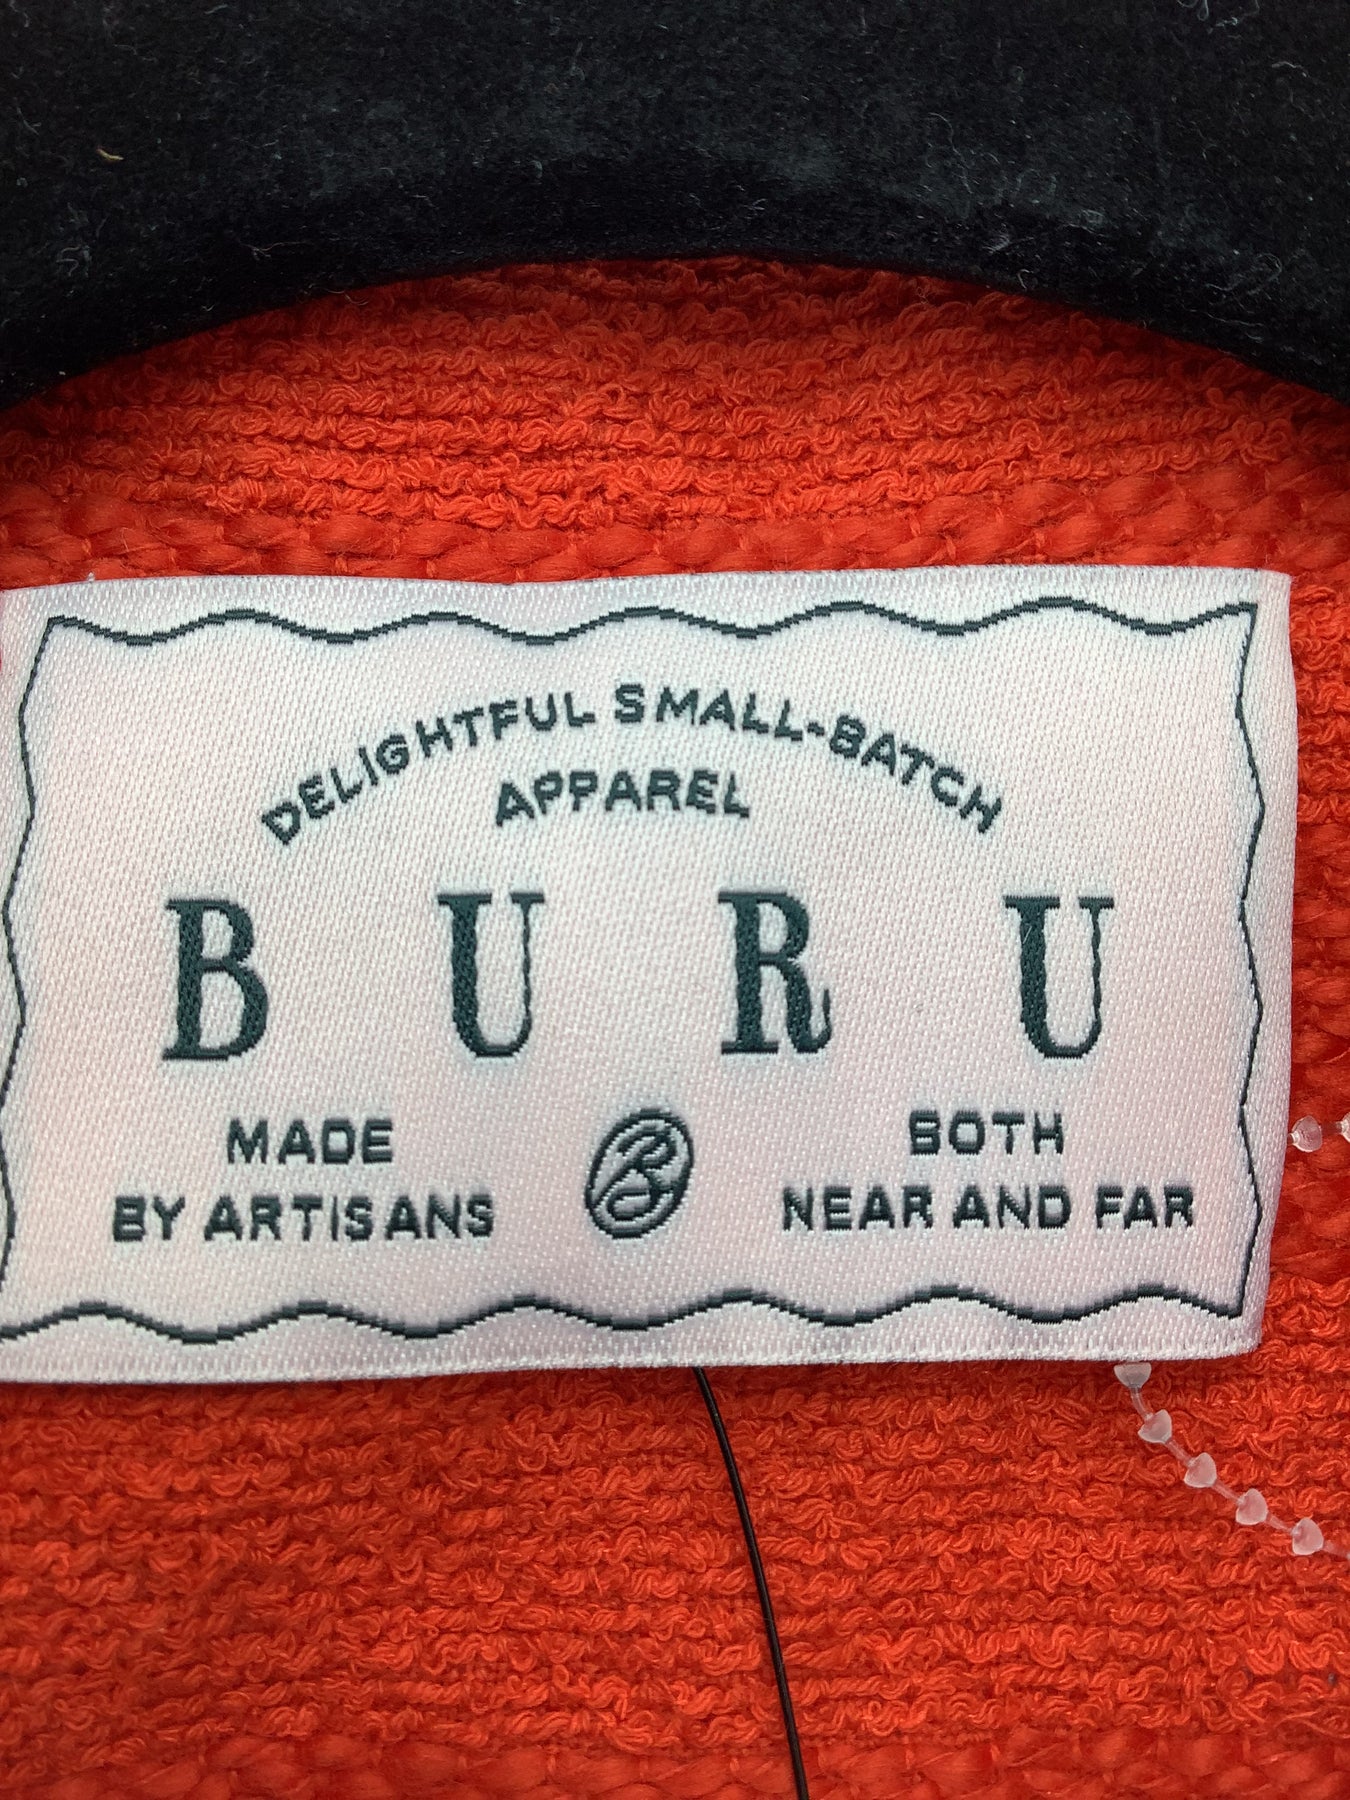 DELIGHTFUL SMALL-BATCH
APPAREL
BURU
MADE
BY ARTISANS
B
BOTH
NEAR AND FAR